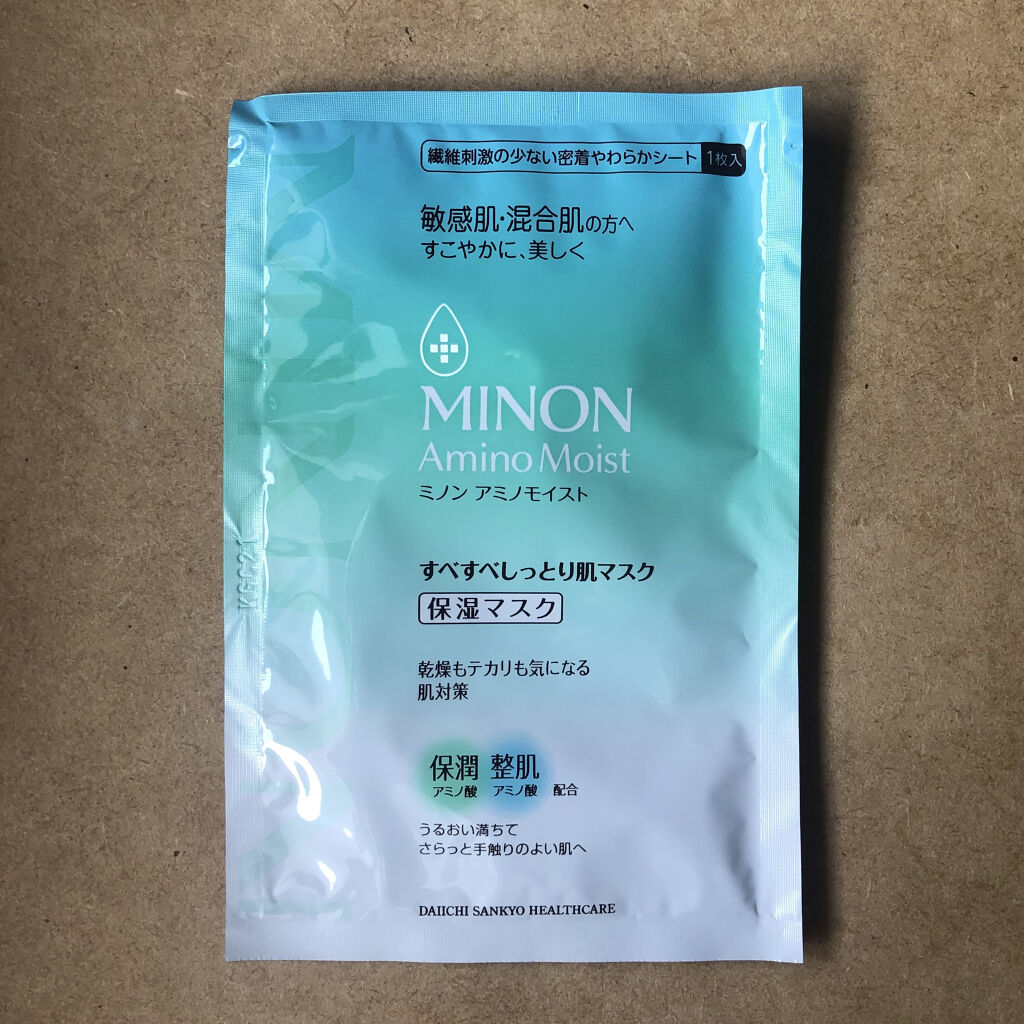 繊維刺激の少ない密着やわらかシート 1枚入
敏感肌・混合肌の方へ
すこやかに、美しく
MINON
Amino Moist
ミノン アミノモイスト
すべすべしっとり肌マスク
保湿マスク
乾燥もテカリも気になる
肌対策
保潤 整肌
アミノ酸 アミノ酸 配合
うるおい満ちて
さらっと手触りのよい肌へ
DAIICHI SANKYO HEALTHCARE